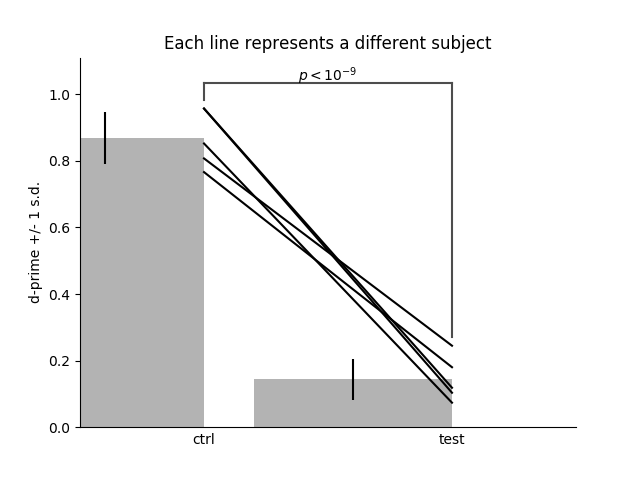 Each line represents a different subject
p < 10⁻⁹
1.0
0.8
0.6
0.4
0.2
0.0
d-prime +/- 1 s.d.
ctrl test